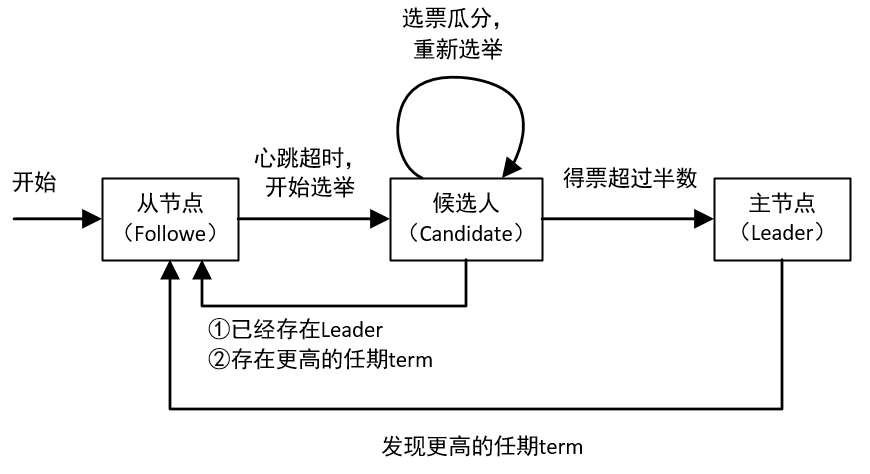 选票瓜分，
重新选举
开始
心跳超时，
开始选举
得票超过半数
从节点
（Followe）
候选人
（Candidate）
主节点
（Leader）
①已经存在Leader
②存在更高的任期term
发现更高的任期term